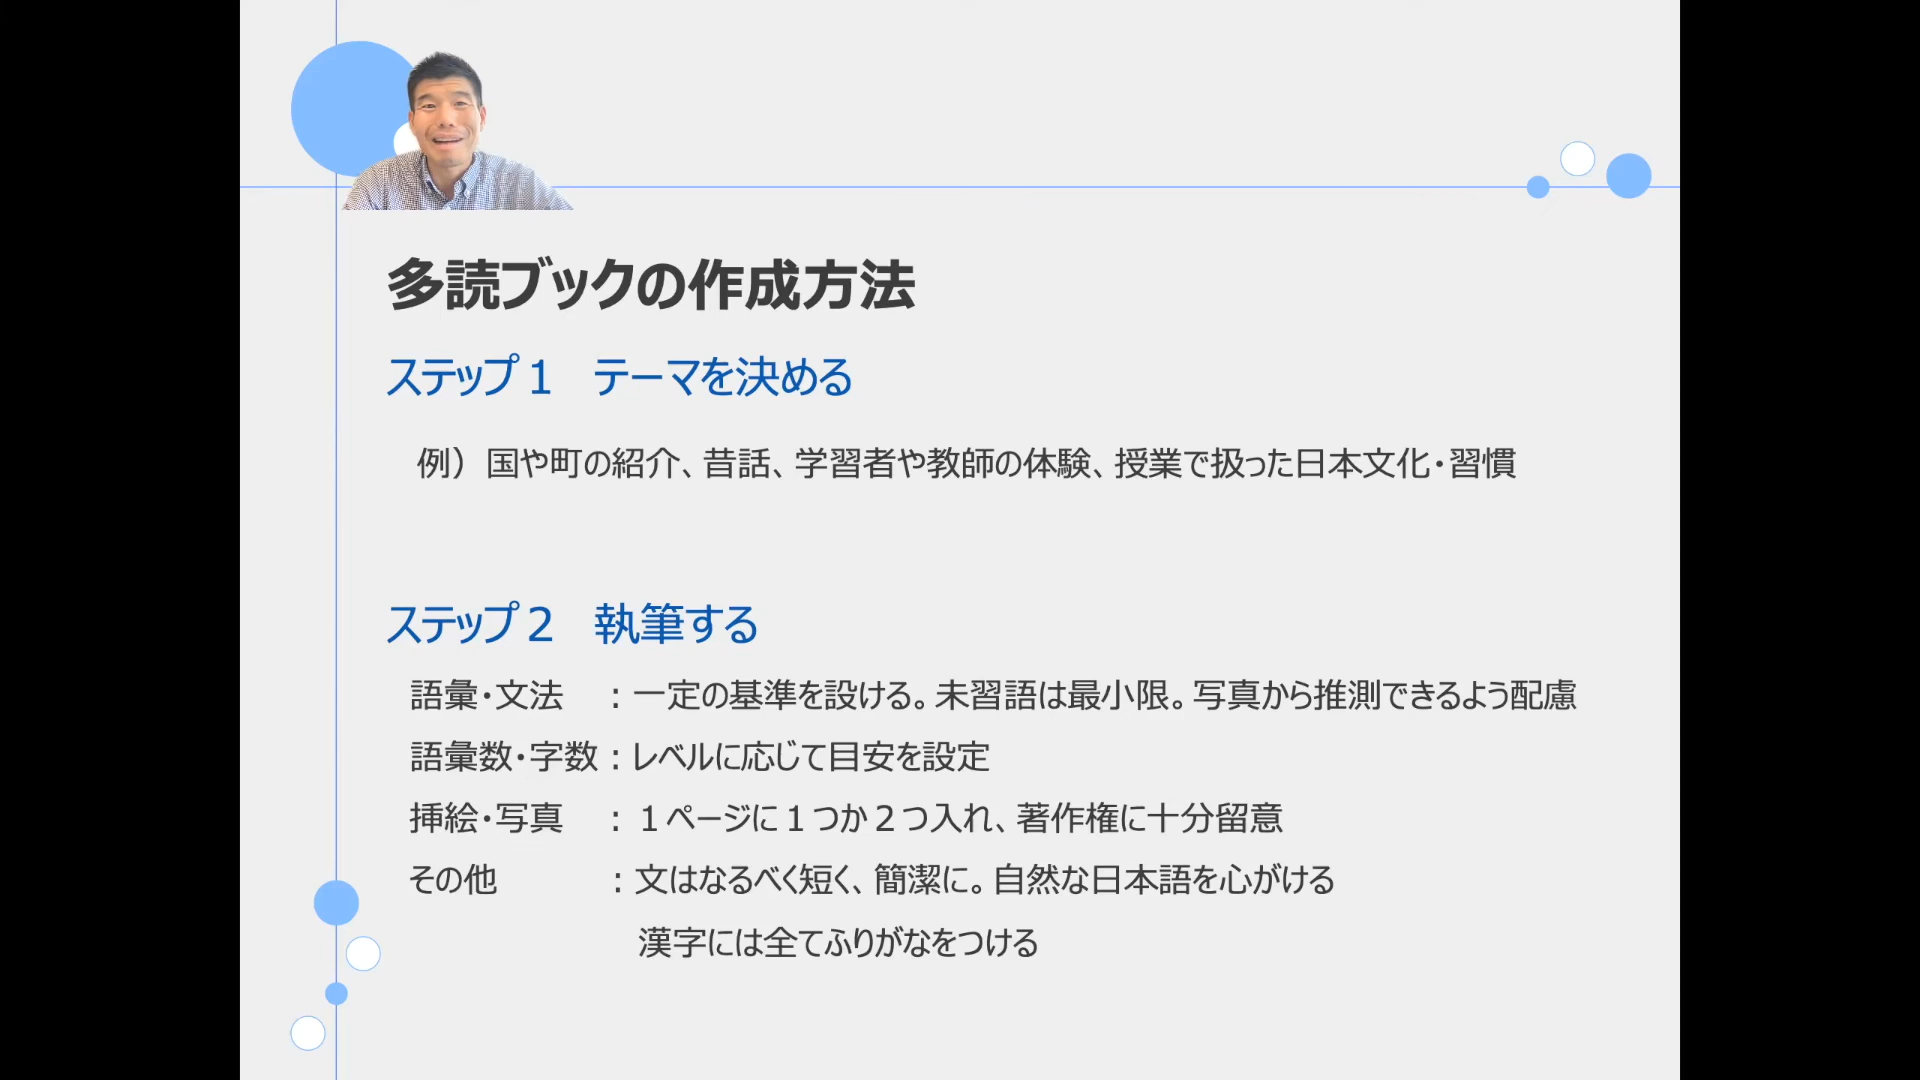 多読ブックの作成方法
ステップ1　テーマを決める
例）国や町の紹介、昔話、学習者や教師の体験、授業で扱った日本文化・習慣
ステップ2　執筆する
語彙・文法　：一定の基準を設ける。未習語は最小限。写真から推測できるよう配慮
語彙数・字数：レベルに応じて目安を設定
挿絵・写真　：１ページに１つか２つ入れ、著作権に十分留意
その他　　　：文はなるべく短く、簡潔に。自然な日本語を心がける
漢字には全てふりがなをつける